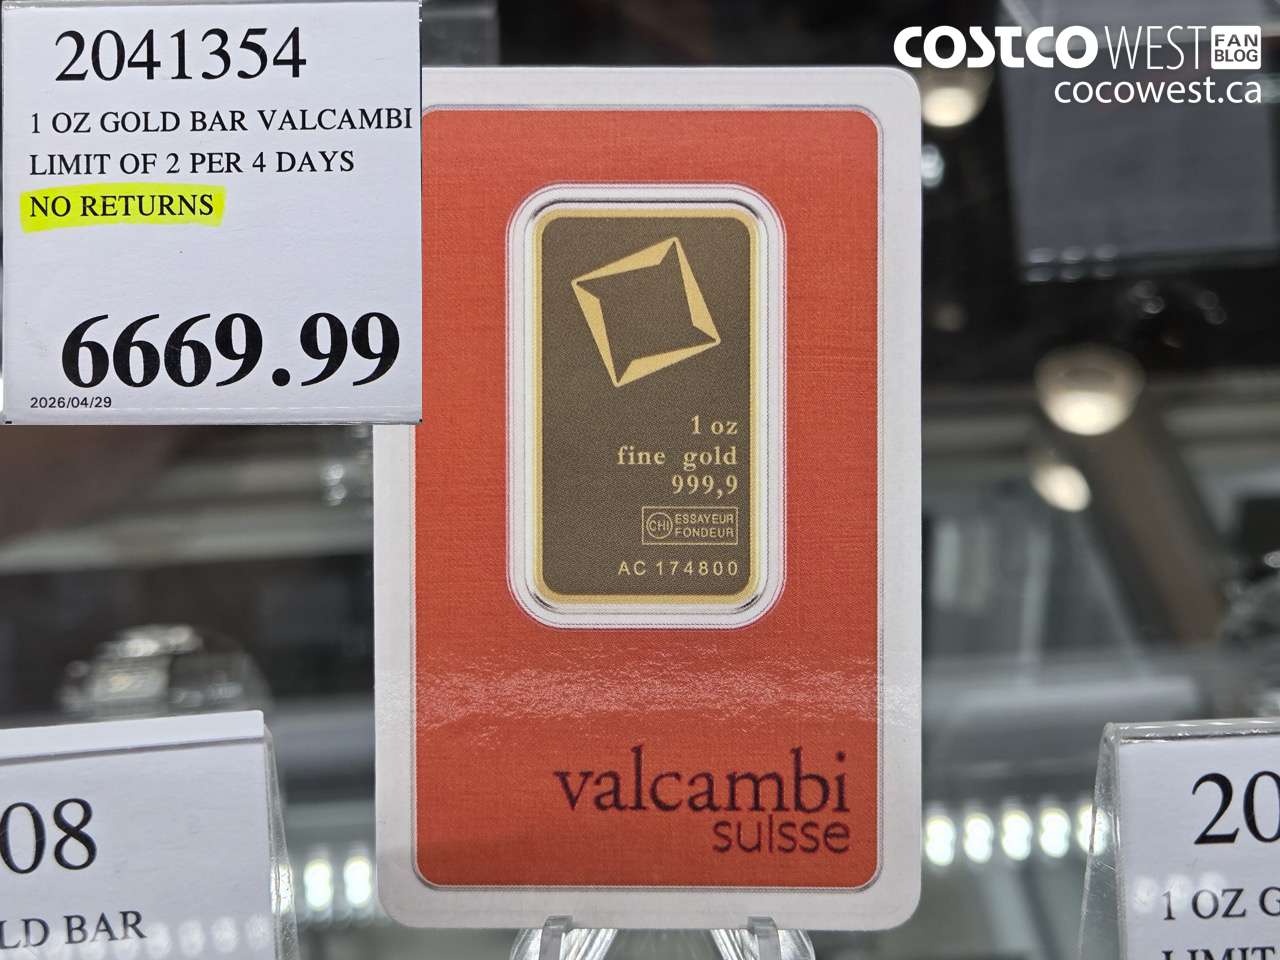 2041354
1 OZ GOLD BAR VALCAMBI
LIMIT OF 2 PER 4 DAYS
NO RETURNS
6669.99
2026/04/29
COSTCO WEST FAN BLOG
cocowest.ca
1 oz
fine gold
999,9
CHI ESSAYEUR FONDEUR
AC 174800
valcambi
suisse
08
LD BAR
20
1 OZ G
LIMIT